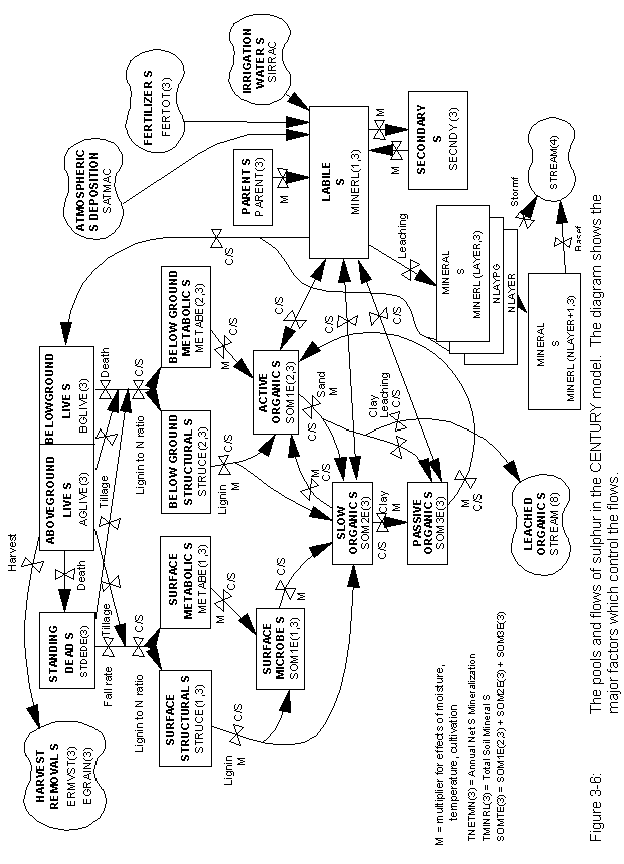 HARVEST
REMOVALS S
ERMVST(3)
EGRAIN(3)
Harvest
STANDING
DEAD S
STDEDE(3)
Death
ABOVEGROUND
LIVE S
AGLIVE(3)
BELOWGROUND
LIVE S
BGLIVE(3)
Death
Fall rate
Tillage
Tillage
Lignin to N ratio
C/S
Lignin to N ratio
C/S
SURFACE
STRUCTURAL S
STRUCE(1,3)
SURFACE
METABOLIC S
METABE(1,3)
BELOW GROUND
STRUCTURAL S
STRUCE(2,3)
BELOW GROUND
METABOLIC S
METABE(2,3)
Lignin
M
C/S
M
C/S
Lignin
M
C/S
M
C/S
SURFACE
MICROBE S
SOM1E(1,3)
M
C/S
ACTIVE
ORGANIC S
SOM1E(2,3)
C/S
Sand
M
C/S
M
SLOW
ORGANIC S
SOM2E(3)
C/S
Clay
M
PASSIVE
ORGANIC S
SOM3E(3)
M
C/S
Clay
Leaching
C/S
C/S
C/S
C/S
LEACHED
ORGANIC S
STREAM (8)
ATMOSPHERIC
S DEPOSITION
SATMAC
FERTILIZER S
FERTOT(3)
IRRIGATION
WATER S
SIRRAC
PARENT S
PARENT(3)
M
LABILE
S
MINERL(1,3)
M
M
SECONDARY
S
SECNDY (3)
C/S
Leaching
MINERAL
S
MINERL (LAYER,3)
NLAYPG
NLAYER
MINERAL
S
MINERL (NLAYER+1,3)
Stormf
Basef
STREAM(4)
M = multiplier for effects of moisture,
temperature, cultivation
TNETMN(3) = Annual Net S Mineralization
TMINRL(3) = Total Soil Mineral S
SOMTE(3) = SOM1E(2,3) + SOM2E(3) + SOM3E(3)
Figure 3-6: The pools and flows of sulphur in the CENTURY model. The diagram shows the
major factors which control the flows.